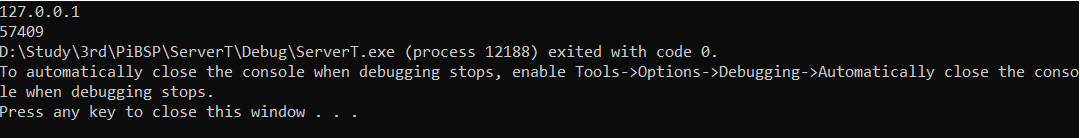 127.0.0.1
57409
D:\Study\3rd\PiBSP\ServerT\Debug\ServerT.exe (process 12188) exited with code 0.
To automatically close the console when debugging stops, enable Tools->Options->Debugging->Automatically close the conso
le when debugging stops.
Press any key to close this window . . .